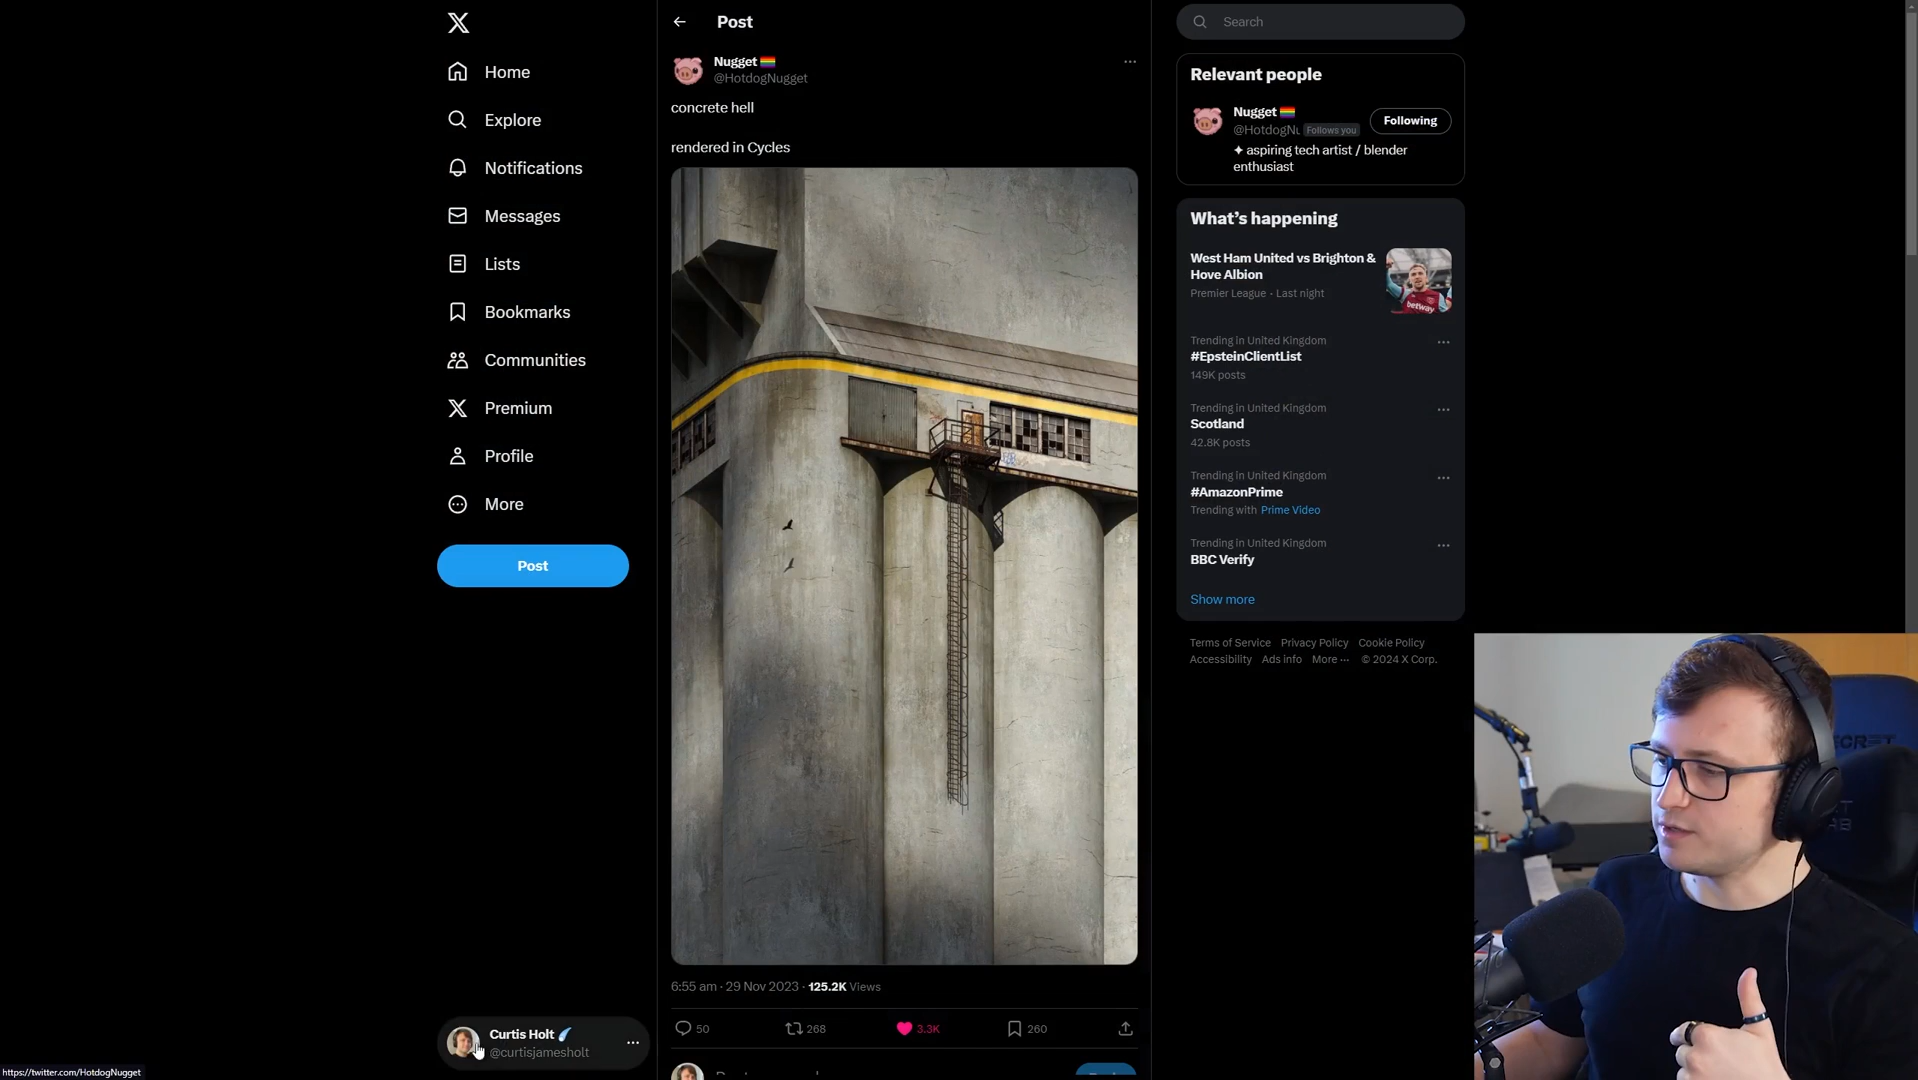 Home
Explore
Notifications
Messages
Lists
Bookmarks
Communities
Premium
Profile
More
Post
Curtis Holt
@curtisjamesholt
https://twitter.com/HotdogNugget
Post
Nugget
@HotdogNugget
concrete hell
rendered in Cycles
6:55 am · 29 Nov 2023 · 125.2K Views
50 268 3.3K 260
Search
Relevant people
Nugget
@HotdogNu Follows you
Following
✦ aspiring tech artist / blender
enthusiast
What's happening
West Ham United vs Brighton &
Hove Albion
Premier League · Last night
betway
Trending in United Kingdom
#EpsteinClientList
149K posts
Trending in United Kingdom
Scotland
42.8K posts
Trending in United Kingdom
#AmazonPrime
Trending with Prime Video
Trending in United Kingdom
BBC Verify
Show more
Terms of Service Privacy Policy Cookie Policy
Accessibility Ads info More ··· © 2024 X Corp.